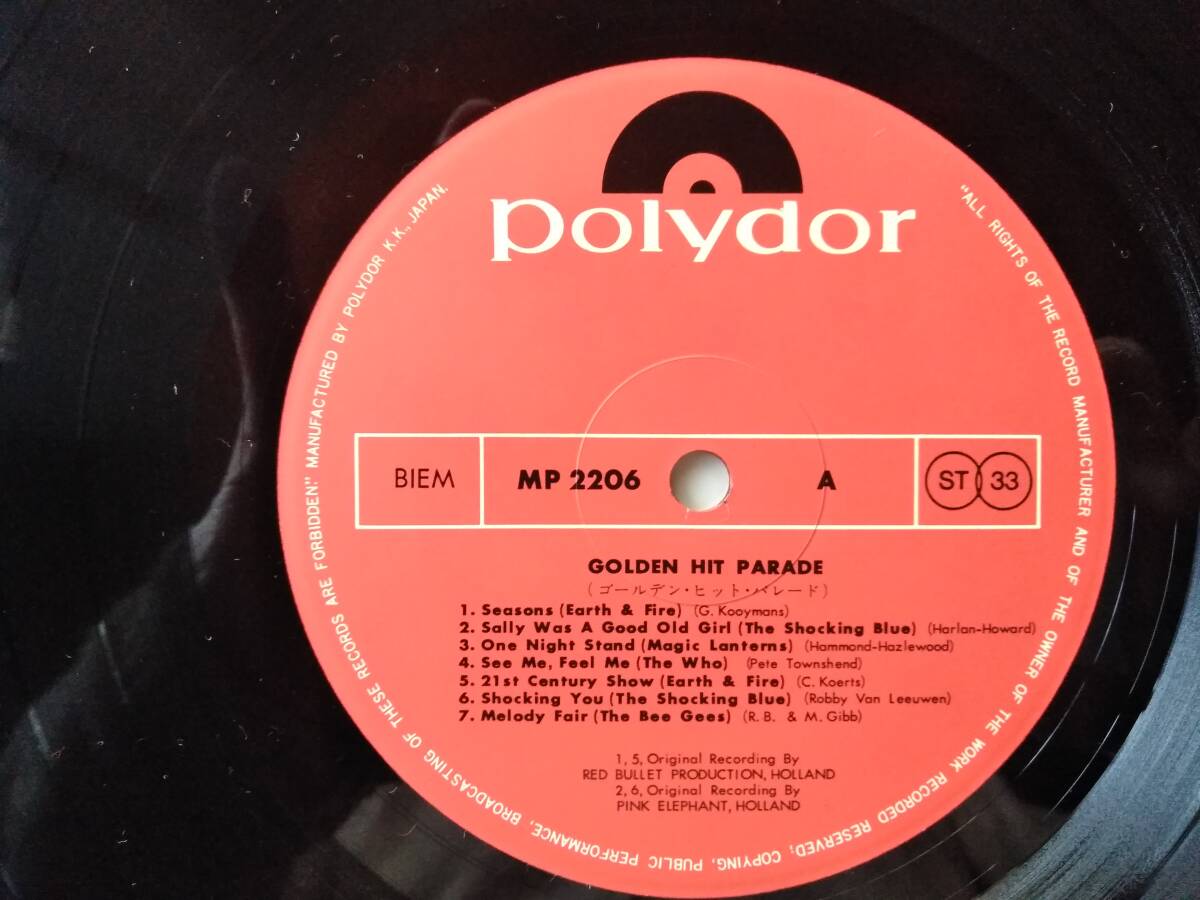 polydor
BIEM
MP 2206
A
ST 33
GOLDEN HIT PARADE
(ゴールデン・ヒット・パレード)
1. Seasons (Earth & Fire) (G. Kooymans)
2. Sally Was A Good Old Girl (The Shocking Blue) (Harlan-Howard)
3. One Night Stand (Magic Lanterns) (Hammond-Hazlewood)
4. See Me, Feel Me (The Who) (Pete Townshend)
5. 21st Century Show (Earth & Fire) (C. Koerts)
6. Shocking You (The Shocking Blue) (Robby Van Leeuwen)
7. Melody Fair (The Bee Gees) (R.B. & M. Gibb)
1, 5, Original Recording By
RED BULLET PRODUCTION, HOLLAND
2, 6, Original Recording By
PINK ELEPHANT, HOLLAND
"ALL RIGHTS OF THE RECORD MANUFACTURER AND OF THE OWNER OF THE WORK RECORDED RESERVED; COPYING, PUBLIC PERFORMANCE, BROADCASTING OF THESE RECORDS ARE FORBIDDEN." MANUFACTURED BY POLYDOR K.K., JAPAN.